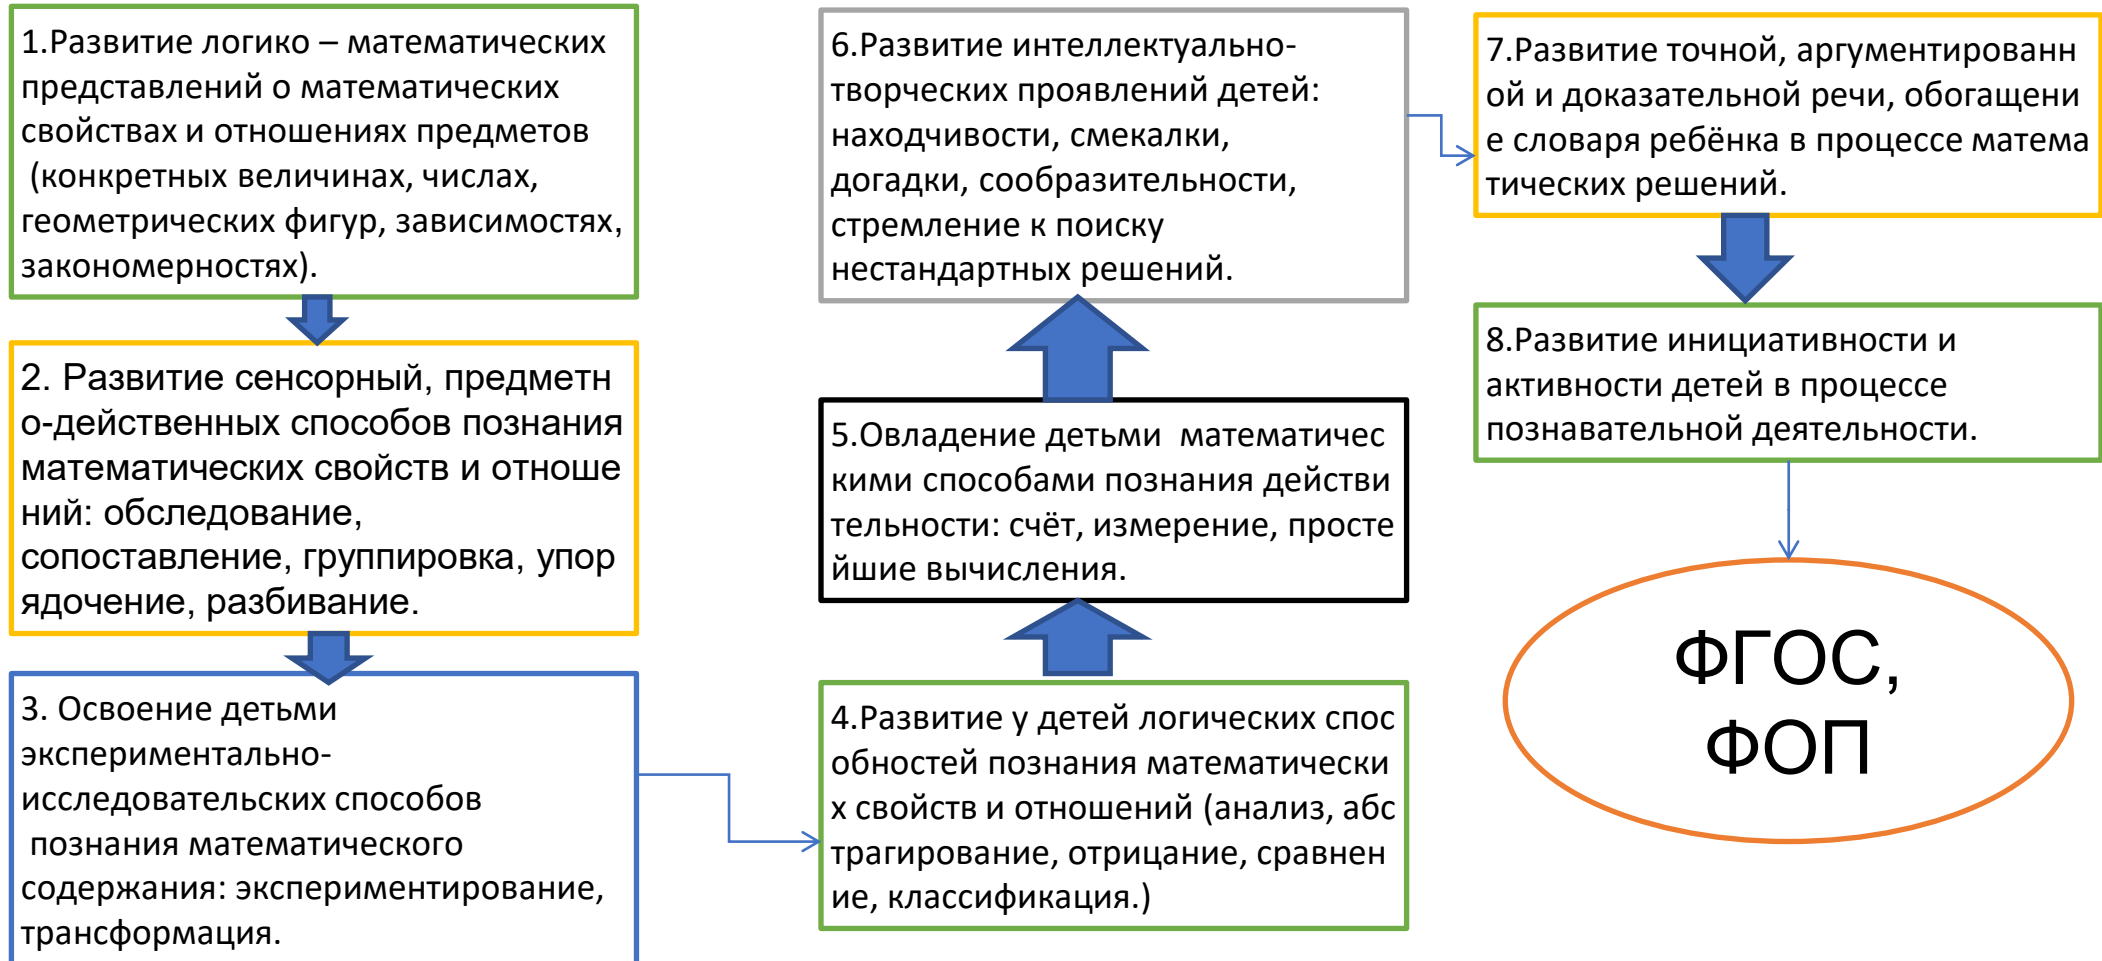 1.Развитие логико – математических
представлений о математических
свойствах и отношениях предметов
(конкретных величинах, числах,
геометрических фигур, зависимостях,
закономерностях).
2. Развитие сенсорный, предметн
о-действенных способов познания
математических свойств и отноше
ний: обследование,
сопоставление, группировка, упор
ядочение, разбивание.
3. Освоение детьми
экспериментально-
исследовательских способов
познания математического
содержания: экспериментирование,
трансформация.
4.Развитие у детей логических спос
обностей познания математически
х свойств и отношений (анализ, абс
трагирование, отрицание, сравнен
ие, классификация.)
5.Овладение детьми математичес
кими способами познания действи
тельности: счёт, измерение, просте
йшие вычисления.
6.Развитие интеллектуально-
творческих проявлений детей:
находчивости, смекалки,
догадки, сообразительности,
стремление к поиску
нестандартных решений.
7.Развитие точной, аргументированн
ой и доказательной речи, обогащени
е словаря ребёнка в процессе матема
тических решений.
8.Развитие инициативности и
активности детей в процессе
познавательной деятельности.
ФГОС,
ФОП